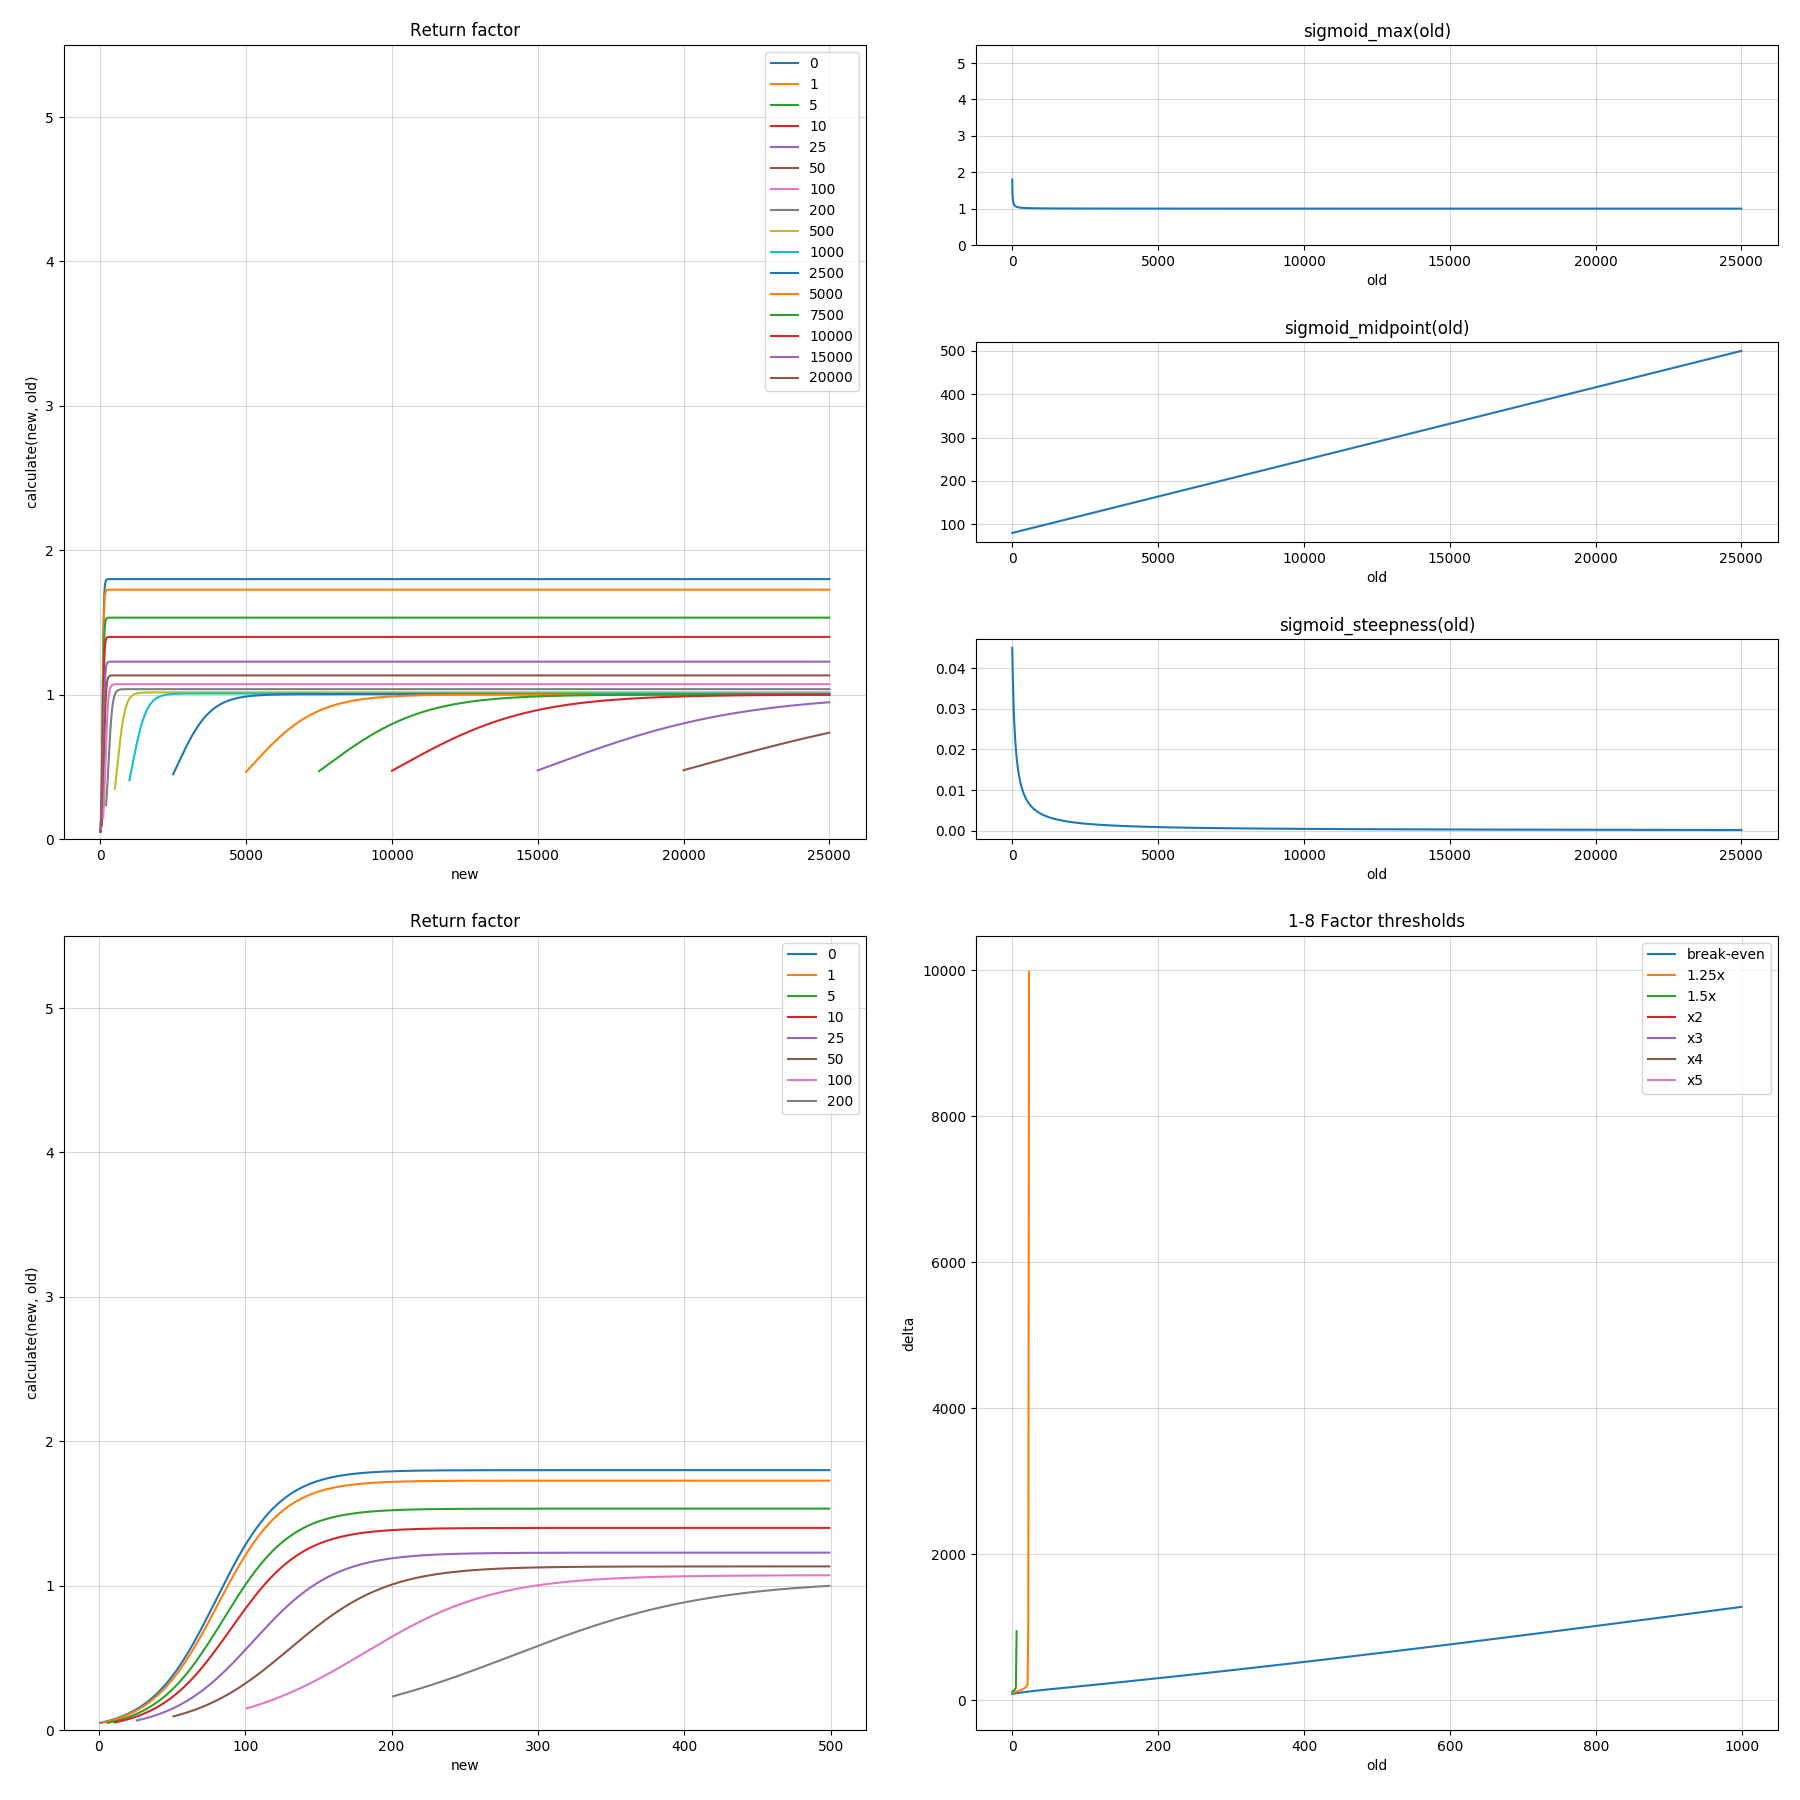 Return factor
calculate(new, old)
5
4
3
2
1
0
0 5000 10000 15000 20000 25000
new
0
1
5
10
25
50
100
200
500
1000
2500
5000
7500
10000
15000
20000
sigmoid_max(old)
5
4
3
2
1
0
0 5000 10000 15000 20000 25000
old
sigmoid_midpoint(old)
500
400
300
200
100
0 5000 10000 15000 20000 25000
old
sigmoid_steepness(old)
0.04
0.03
0.02
0.01
0.00
0 5000 10000 15000 20000 25000
old
Return factor
calculate(new, old)
5
4
3
2
1
0
0 100 200 300 400 500
new
0
1
5
10
25
50
100
200
1-8 Factor thresholds
delta
10000
8000
6000
4000
2000
0
0 200 400 600 800 1000
old
break-even
1.25x
1.5x
x2
x3
x4
x5